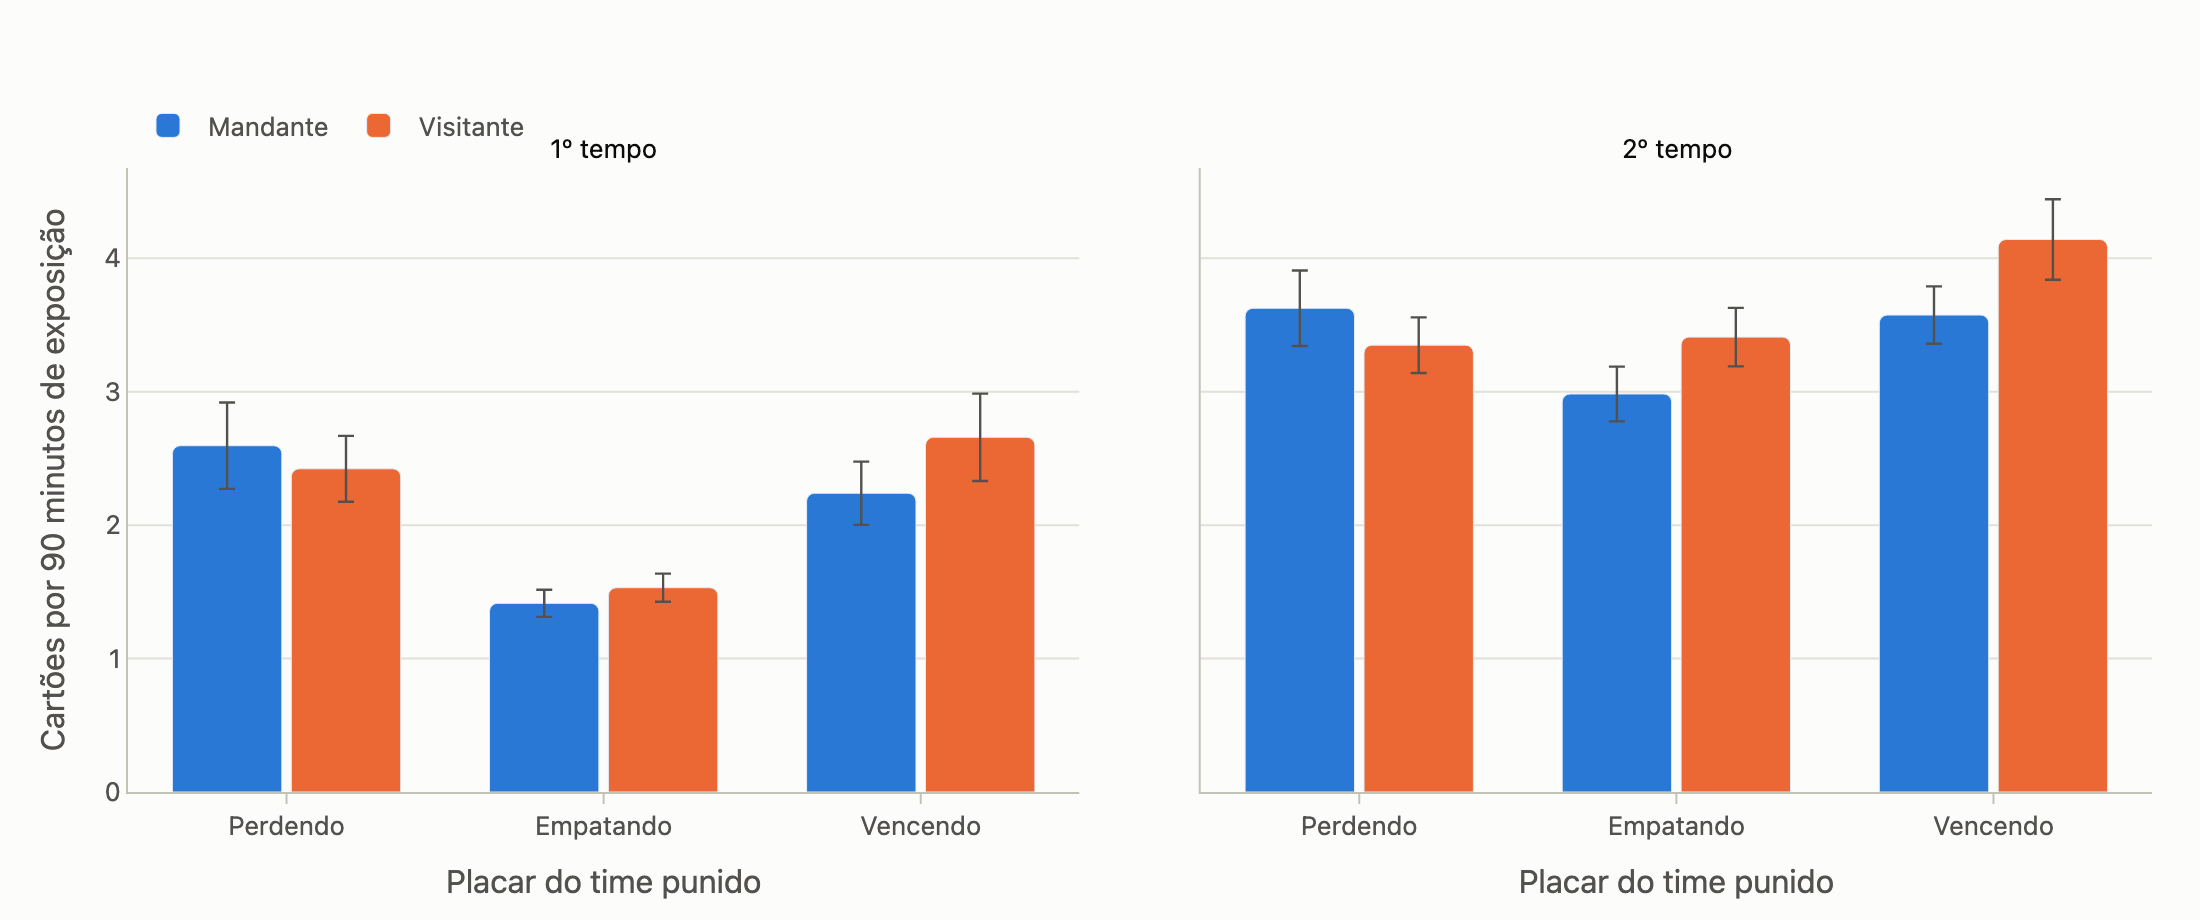 Mandante Visitante
1º tempo
2º tempo
Cartões por 90 minutos de exposição
4
3
2
1
0
Perdendo Empatando Vencendo
Placar do time punido
Perdendo Empatando Vencendo
Placar do time punido